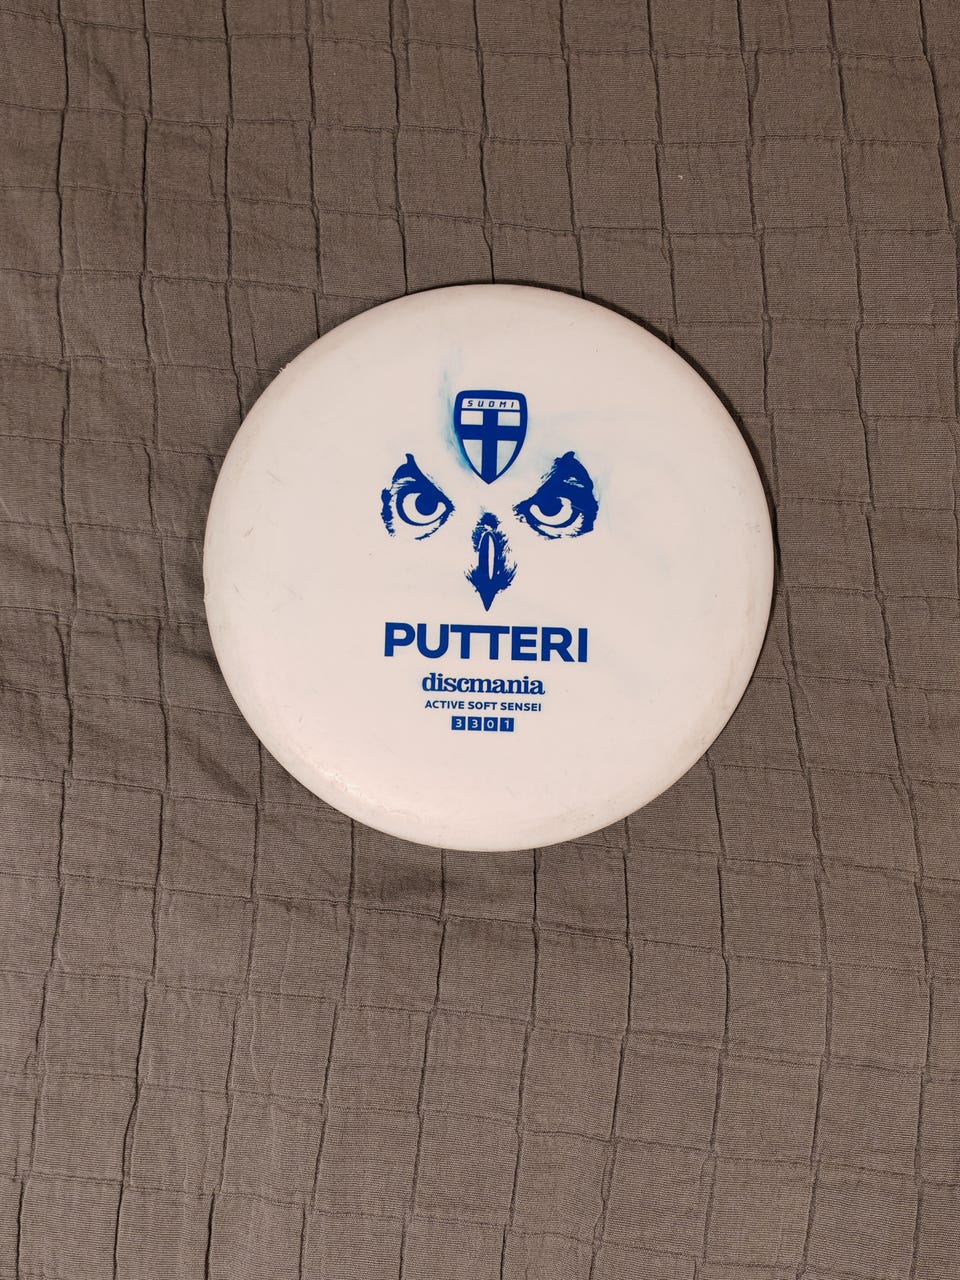 SUOMI
PUTTERI
discmania
ACTIVE SOFT SENSEI
3 3 0 1